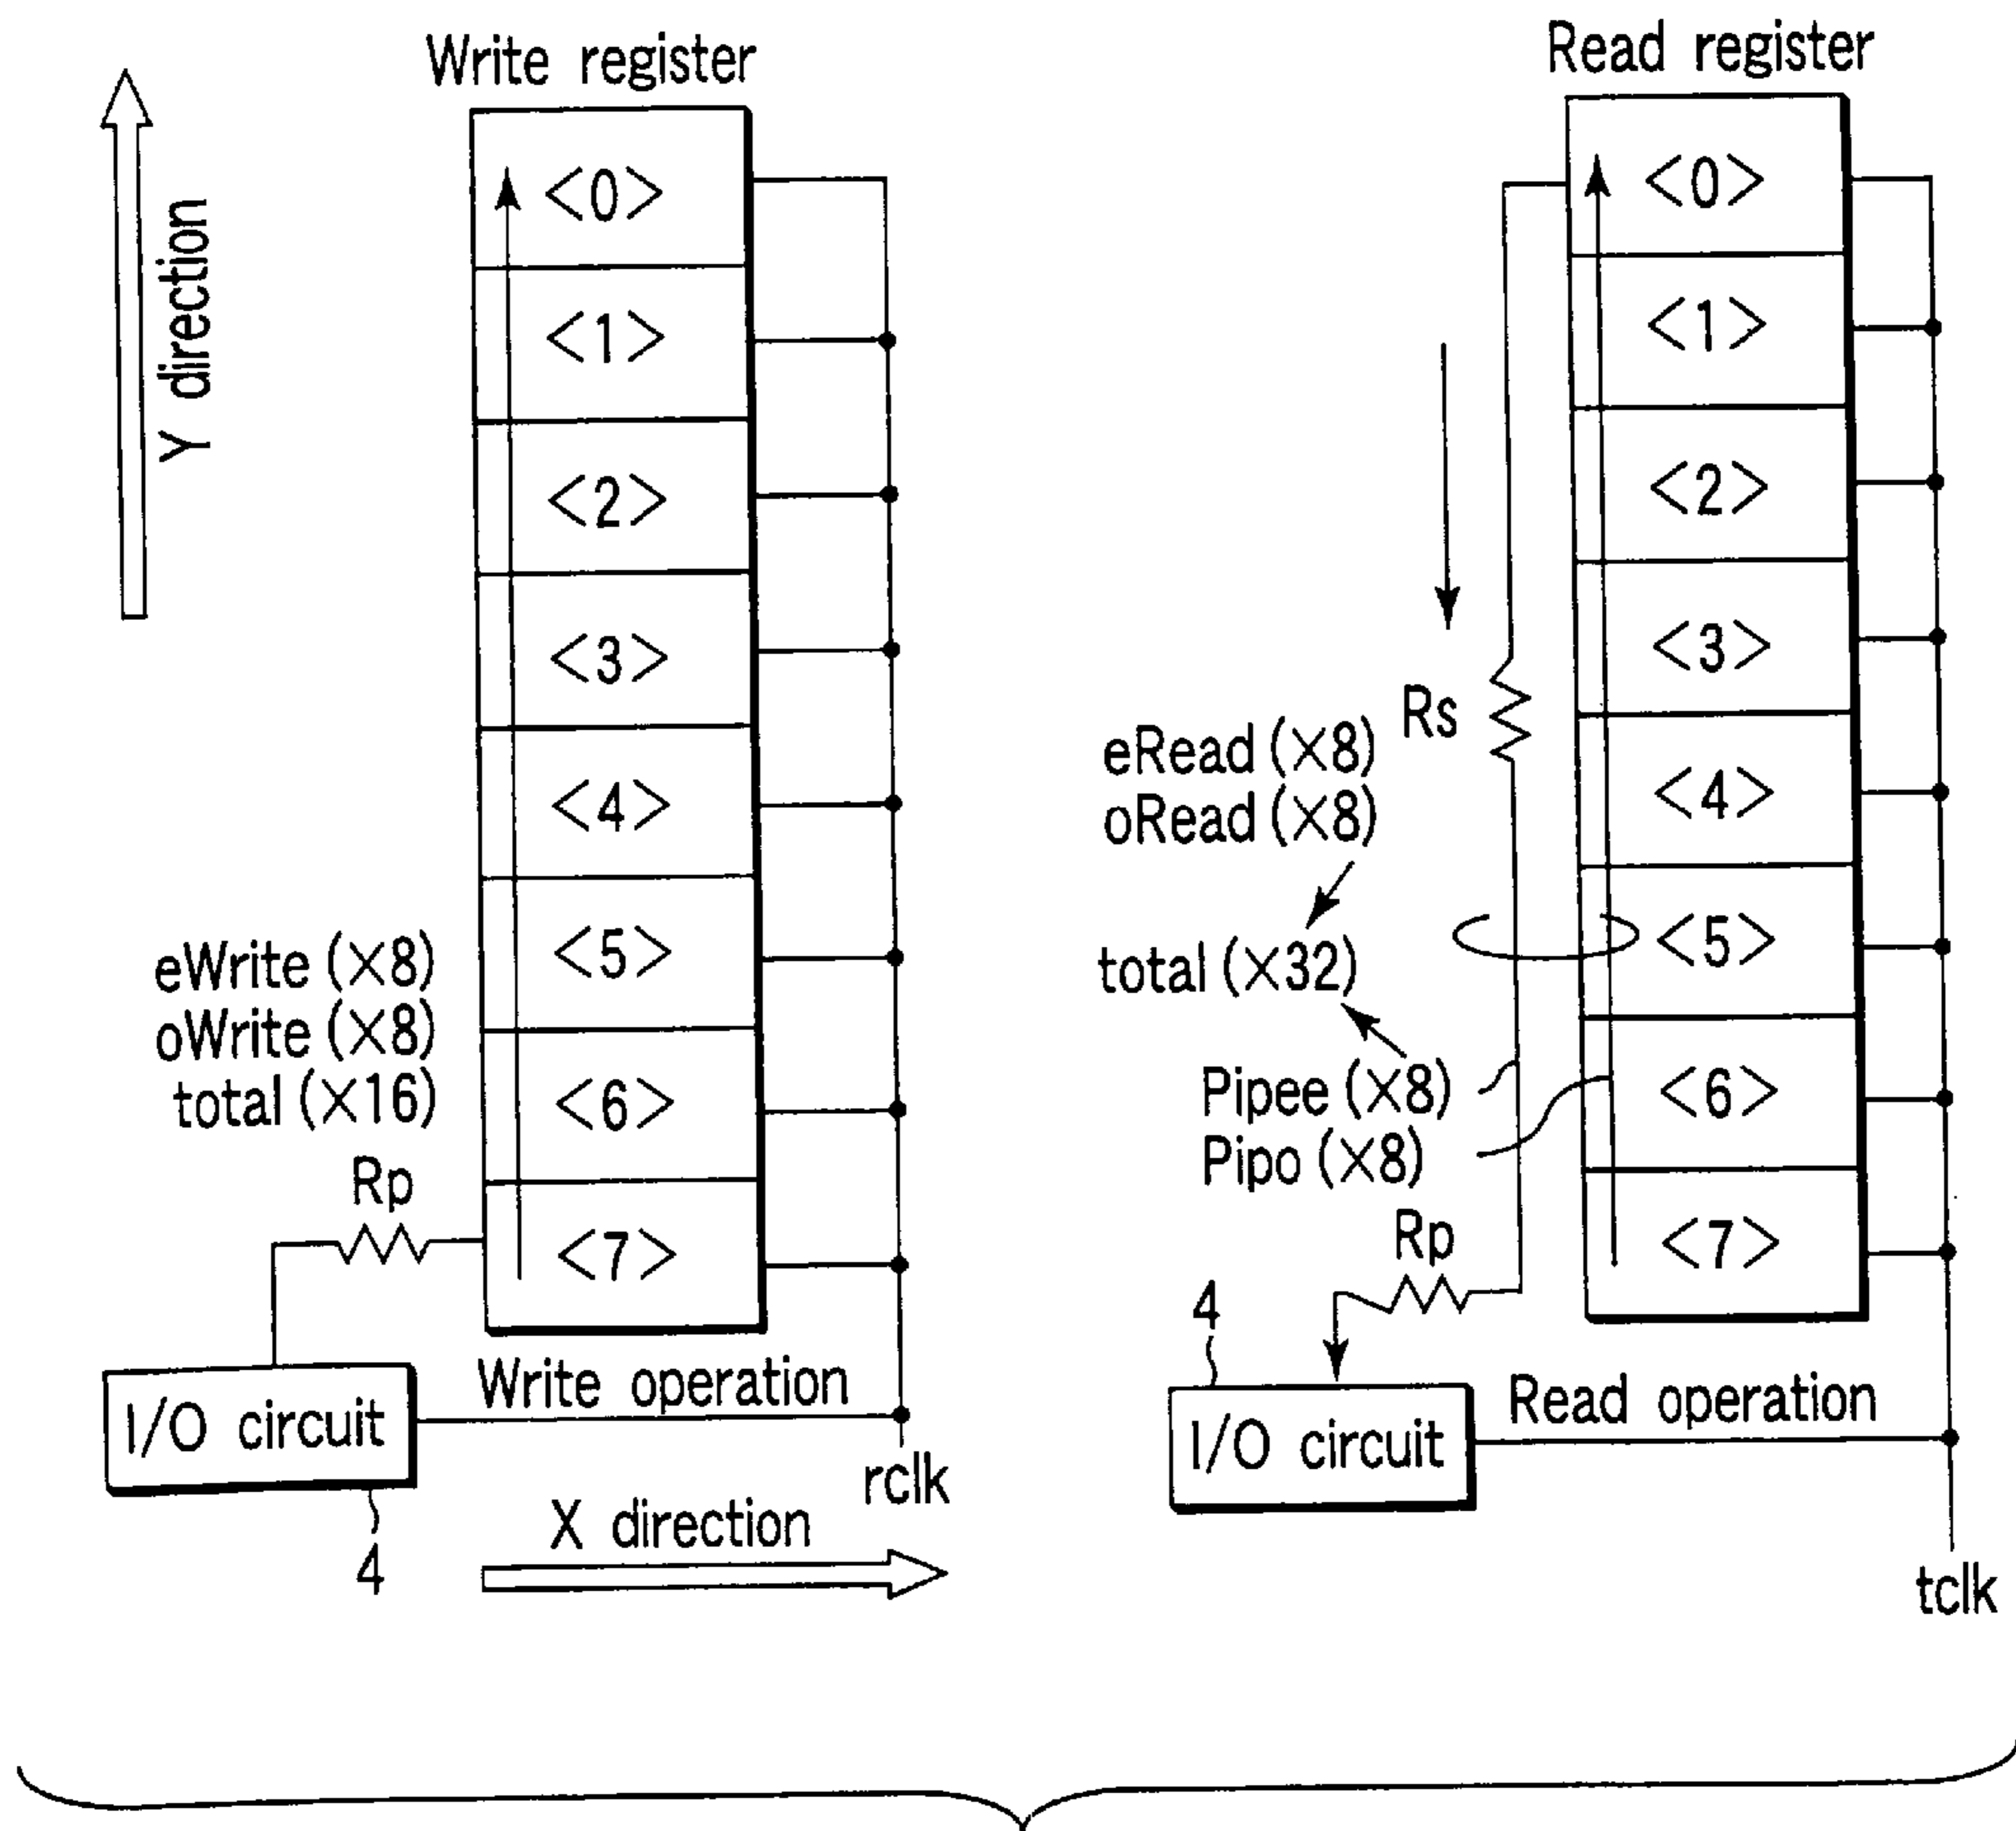 Write register
<0>
<1>
<2>
<3>
<4>
<5>
<6>
<7>
Y direction
eWrite (×8)
oWrite (×8)
total (×16)
Rp
I/O circuit
4
Write operation
rclk
X direction
Read register
<0>
<1>
<2>
<3>
<4>
<5>
<6>
<7>
Rs
eRead (×8)
oRead (×8)
total (×32)
Pipee (×8)
Pipo (×8)
Rp
4
I/O circuit
Read operation
tclk